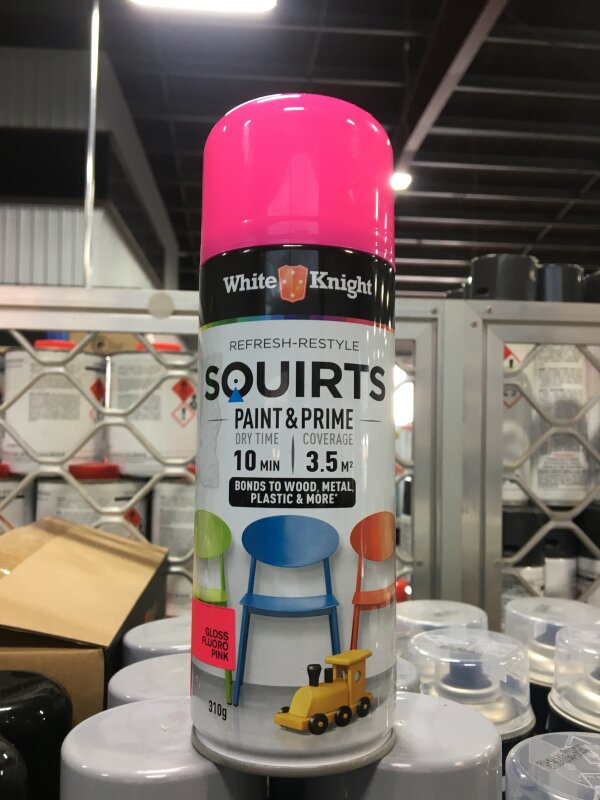 White Knight
REFRESH-RESTYLE
SQUIRTS
PAINT & PRIME
DRY TIME COVERAGE
10 MIN 3.5 M²
BONDS TO WOOD, METAL,
PLASTIC & MORE*
GLOSS
FLUORO
PINK
310g